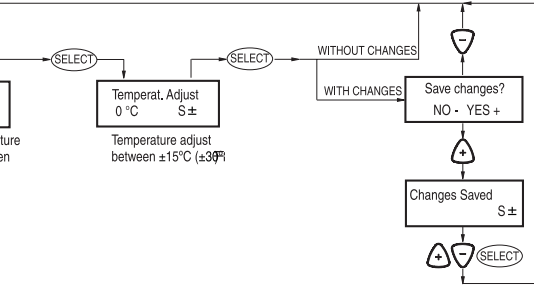 SELECT
SELECT
WITHOUT CHANGES
WITH CHANGES
Temperat. Adjust
0 °C S±
Temperature adjust
between ±15ºC
ture
en
-
Save changes?
NO - YES +
+
Changes Saved
S±
+ - SELECT